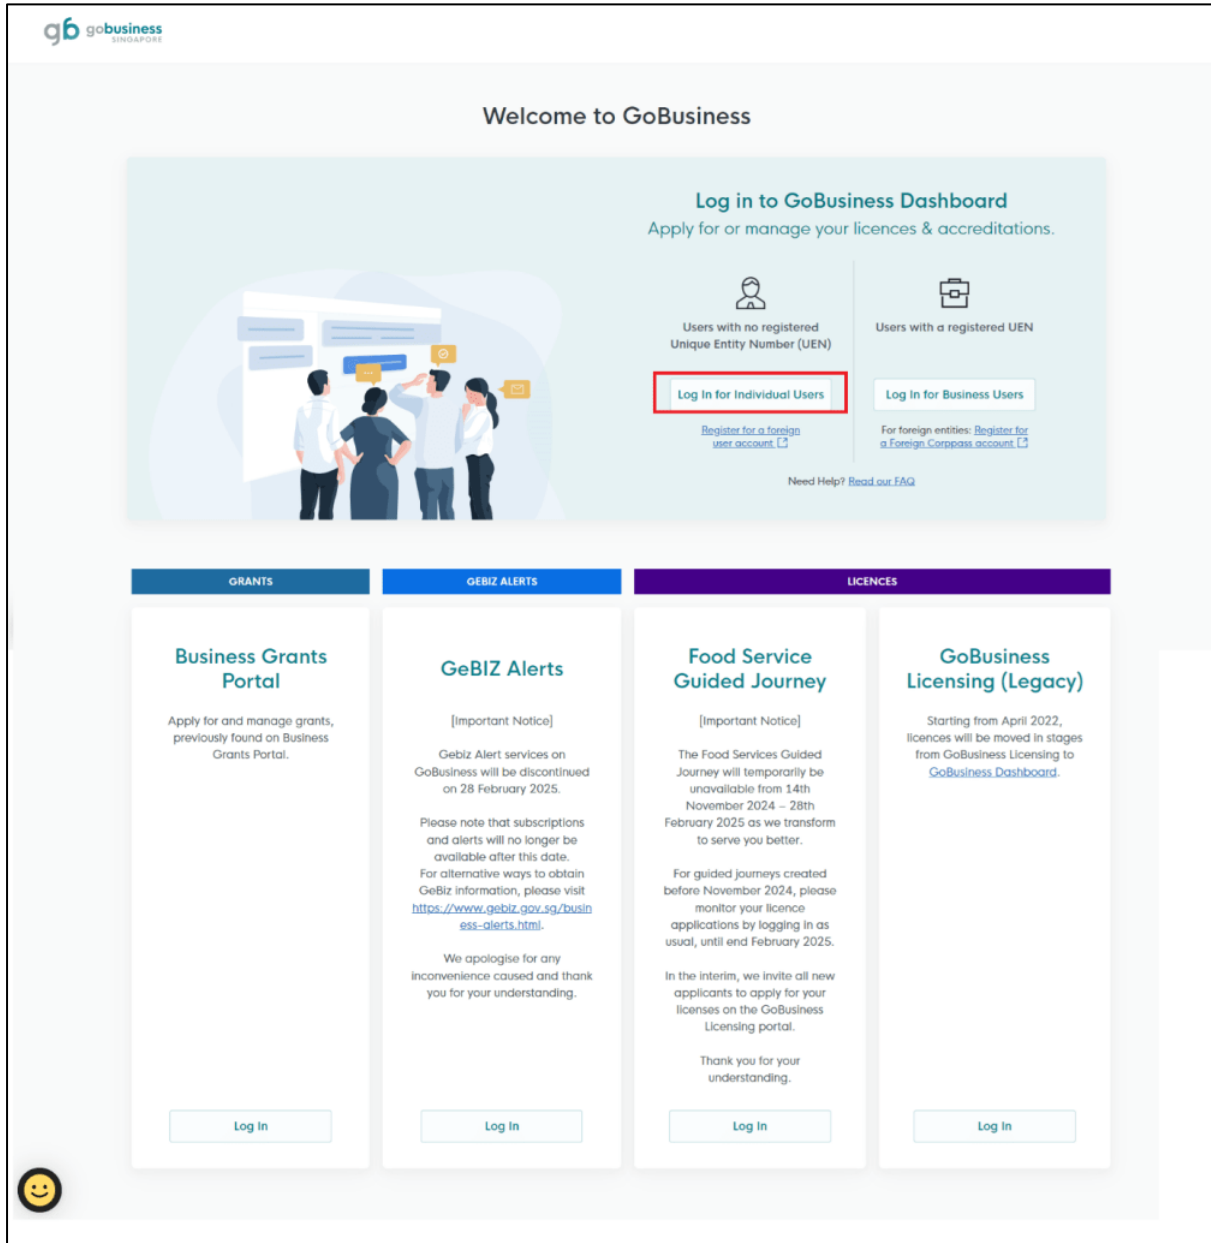 gb gobusiness
SINGAPORE
Welcome to GoBusiness
Log in to GoBusiness Dashboard
Apply for or manage your licences & accreditations.
Users with no registered
Unique Entity Number (UEN)
Log In for Individual Users
Register for a foreign
user account
Users with a registered UEN
Log In for Business Users
For foreign entities: Register for
a Foreign Corppass account
Need Help? Read our FAQ
GRANTS
Business Grants
Portal
Apply for and manage grants,
previously found on Business
Grants Portal.
Log In
GEBIZ ALERTS
GeBIZ Alerts
[Important Notice]
Gebiz Alert services on
GoBusiness will be discontinued
on 28 February 2025.
Please note that subscriptions
and alerts will no longer be
available after this date.
For alternative ways to obtain
GeBiz information, please visit
https://www.gebiz.gov.sg/busin
ess-alerts.html.
We apologise for any
inconvenience caused and thank
you for your understanding.
Log In
LICENCES
Food Service
Guided Journey
[Important Notice]
The Food Services Guided
Journey will temporarily be
unavailable from 14th
November 2024 – 28th
February 2025 as we transform
to serve you better.
For guided journeys created
before November 2024, please
monitor your licence
applications by logging in as
usual, until end February 2025.
In the interim, we invite all new
applicants to apply for your
licenses on the GoBusiness
Licensing portal.
Thank you for your
understanding.
Log In
GoBusiness
Licensing (Legacy)
Starting from April 2022,
licences will be moved in stages
from GoBusiness Licensing to
GoBusiness Dashboard.
Log In